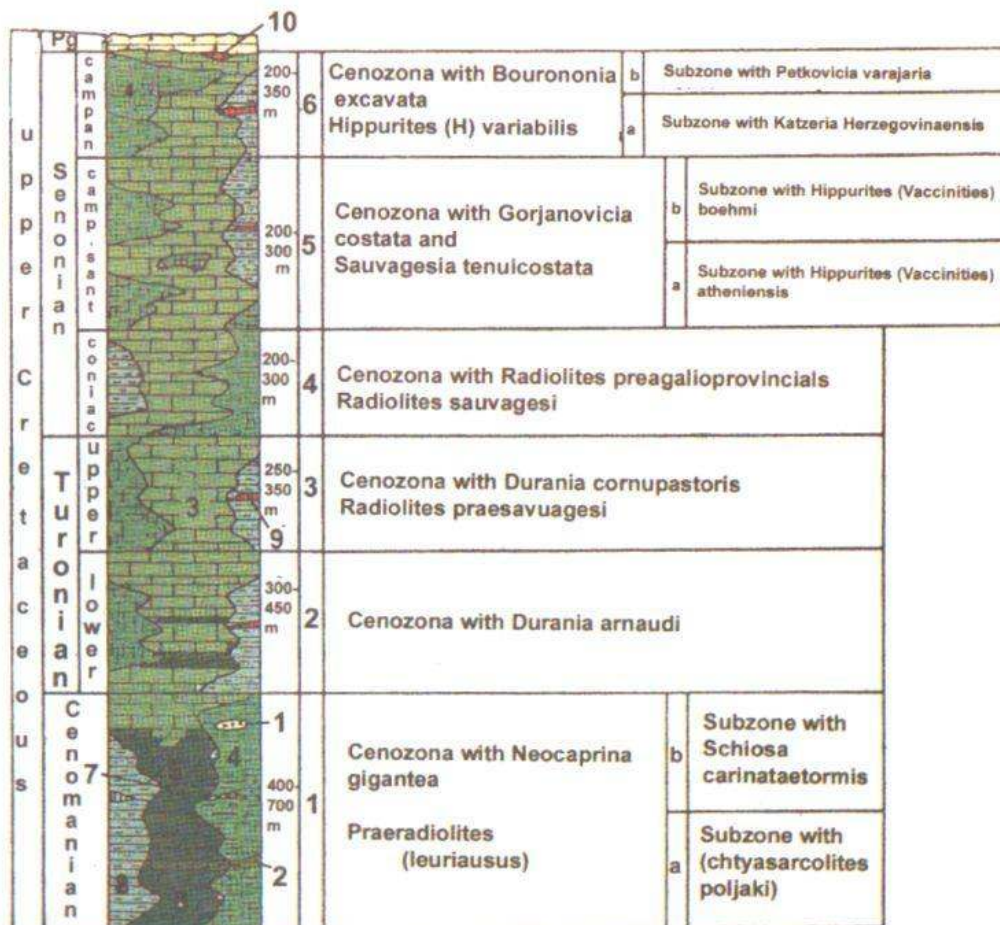 10
Pg
upper Cretaceous
Senonian
campan
200-
350
m
6
Cenozona with Bourononia
excavata
Hippurites (H) variabilis
b
Subzone with Petkovicia varajaria
a
Subzone with Katzeria Herzegovinaensis
camp.sant
200
300
m
5
Cenozona with Gorjanovicia
costata and
Sauvagesia tenuicostata
b
Subzone with Hippurites (Vaccinities)
boehmi
a
Subzone with Hippurites (Vaccinities)
atheniensis
coniac
200-
300
m
4
Cenozona with Radiolites preagalioprovincials
Radiolites sauvagesi
Turonian
upper
3
250-
350
m
9
3
Cenozona with Durania cornupastoris
Radiolites praesavuagesi
lower
300-
450
m
2
Cenozona with Durania arnaudi
Cenomanian
1
4
7
400-
700
m
2
8
1
Cenozona with Neocaprina
gigantea
Praeradiolites
(leuriausus)
b
Subzone with
Schiosa
carinataetormis
a
Subzone with
(chtyasarcolites
poljaki)